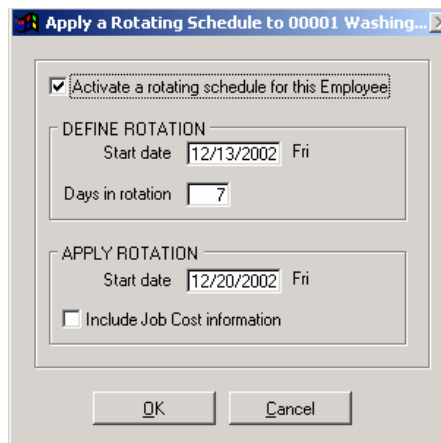 Apply a Rotating Schedule to 00001 Washing...
Activate a rotating schedule for this Employee
DEFINE ROTATION
Start date 12/13/2002 Fri
Days in rotation 7
APPLY ROTATION
Start date 12/20/2002 Fri
Include Job Cost information
OK Cancel